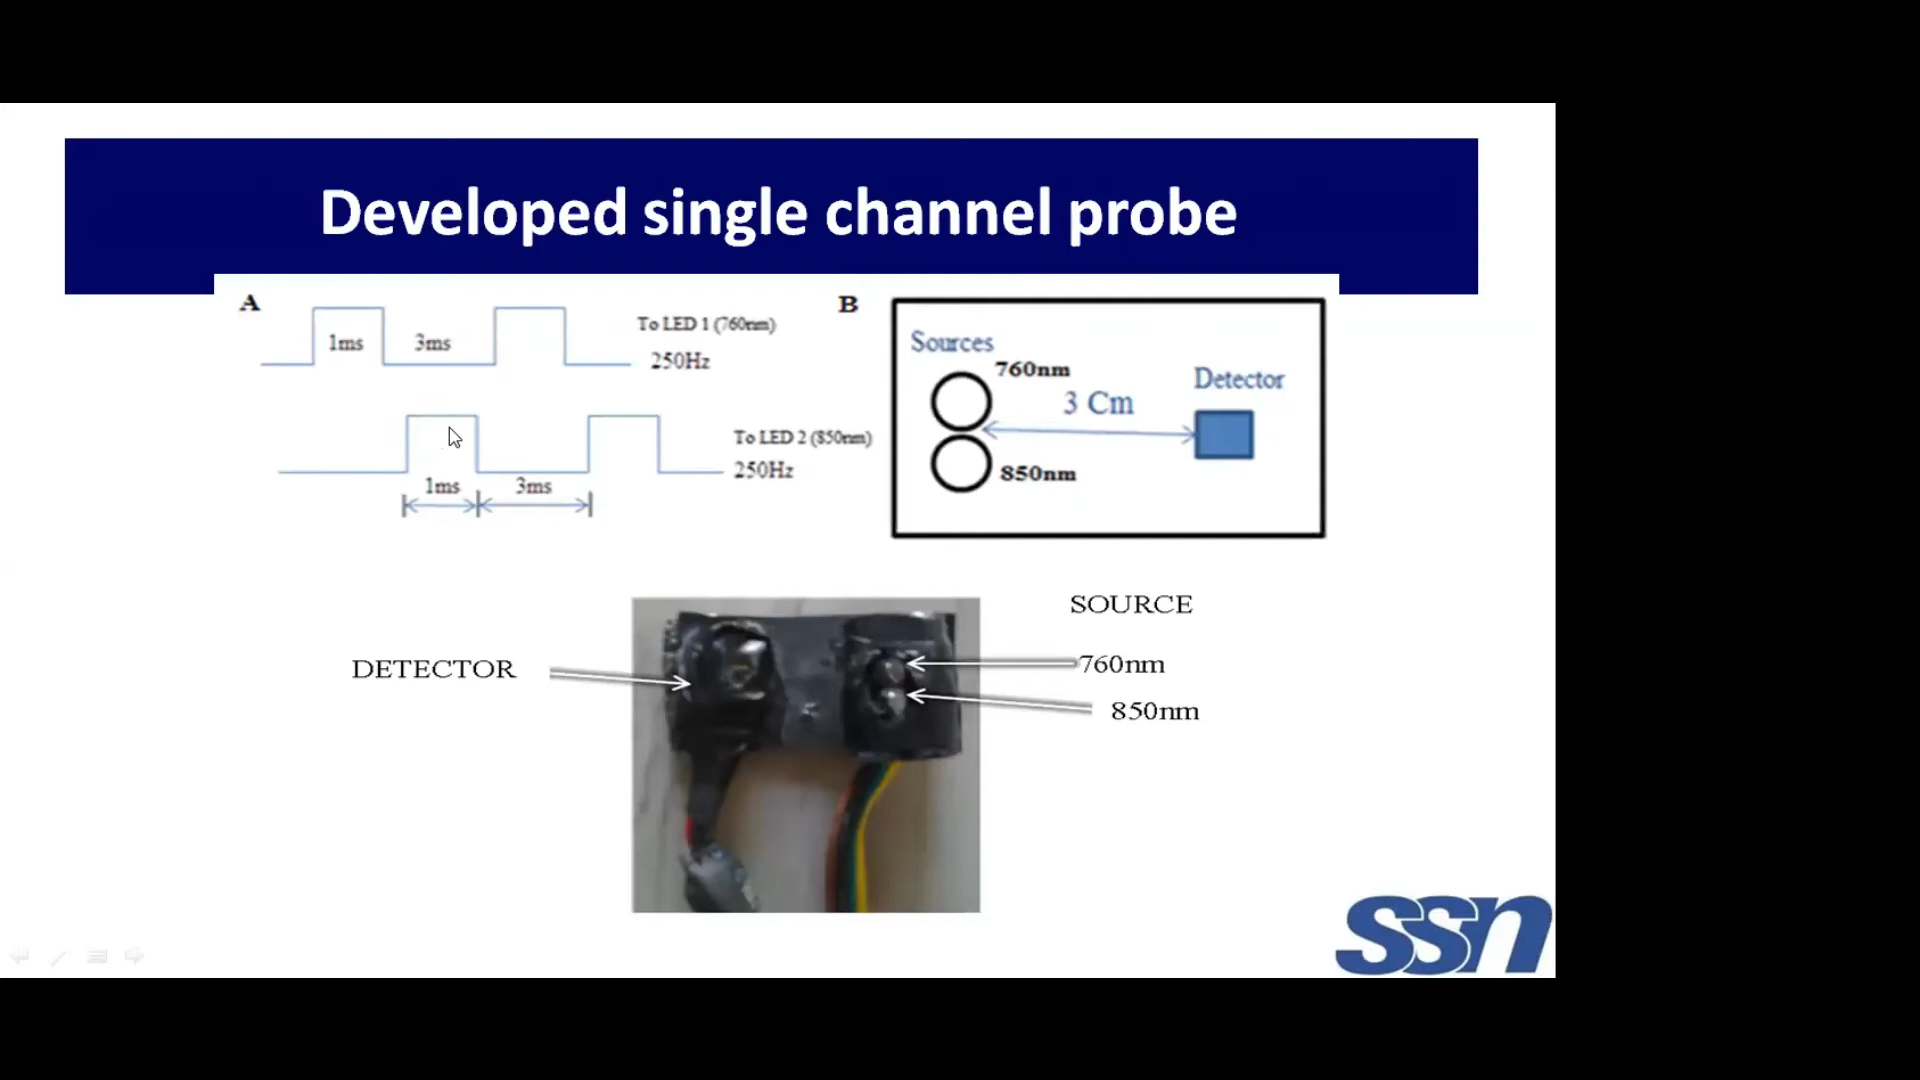 Developed single channel probe
A
1ms
3ms
To LED 1 (760nm)
250Hz
To LED 2 (850nm)
250Hz
1ms
3ms
B
Sources
760nm
3 Cm
Detector
850nm
SOURCE
DETECTOR
760nm
850nm
ssn